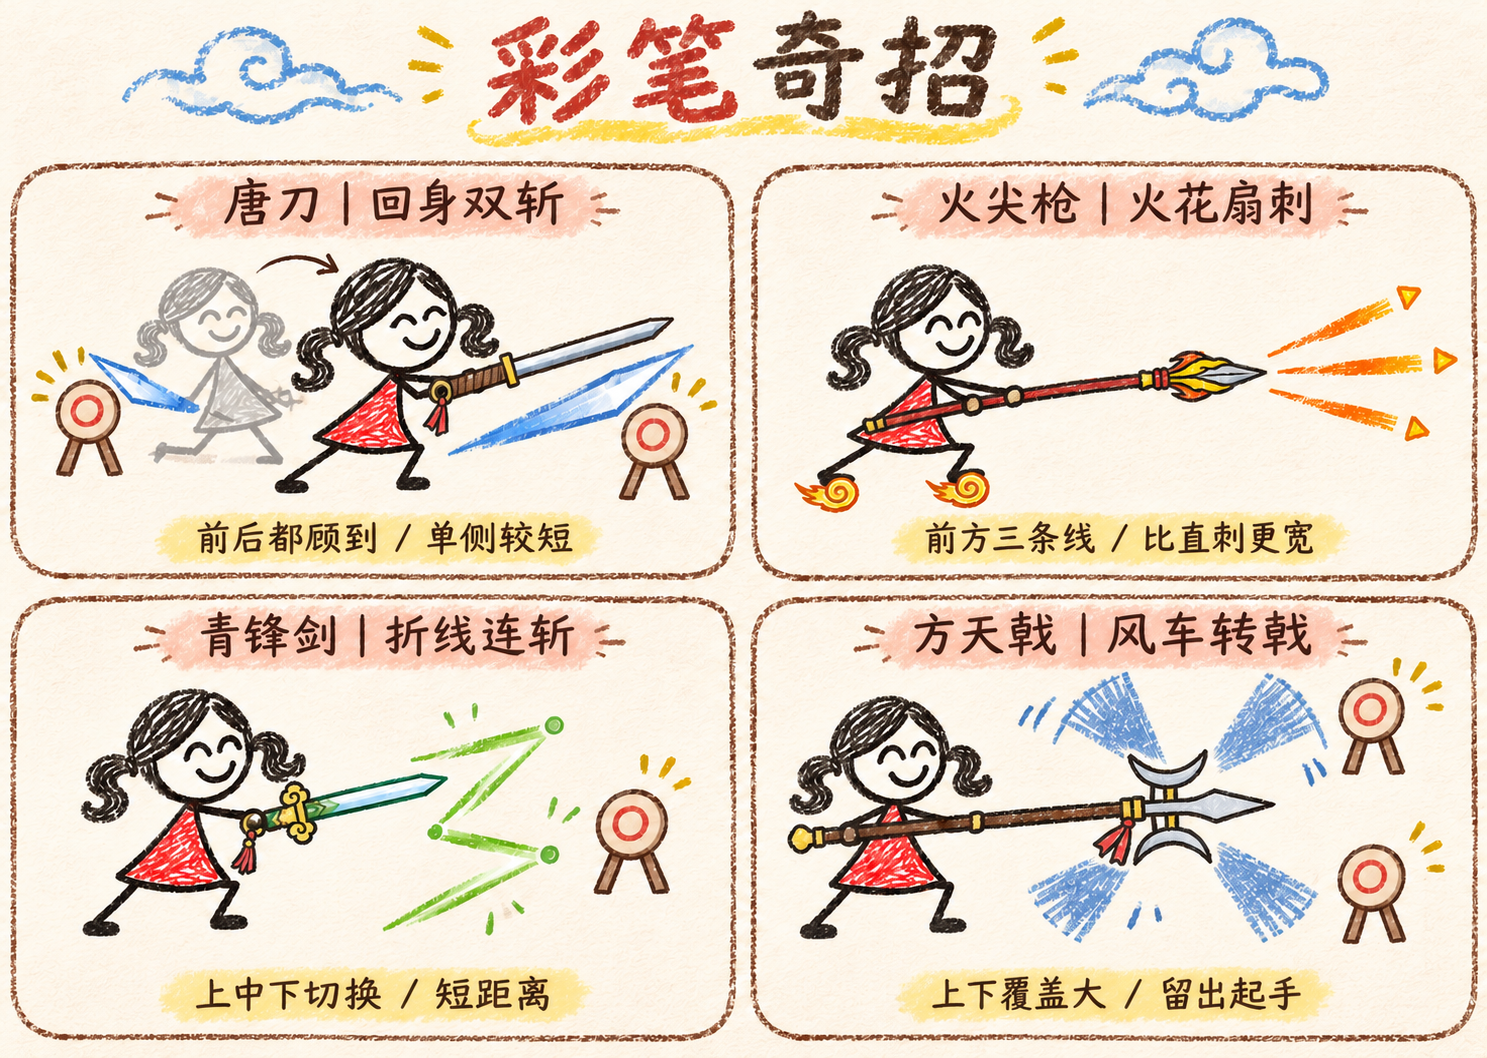 彩笔奇招
唐刀｜回身双斩
前后都顾到 / 单侧较短
火尖枪｜火花扇刺
前方三条线 / 比直刺更宽
青锋剑｜折线连斩
上中下切换 / 短距离
方天戟｜风车转戟
上下覆盖大 / 留出起手